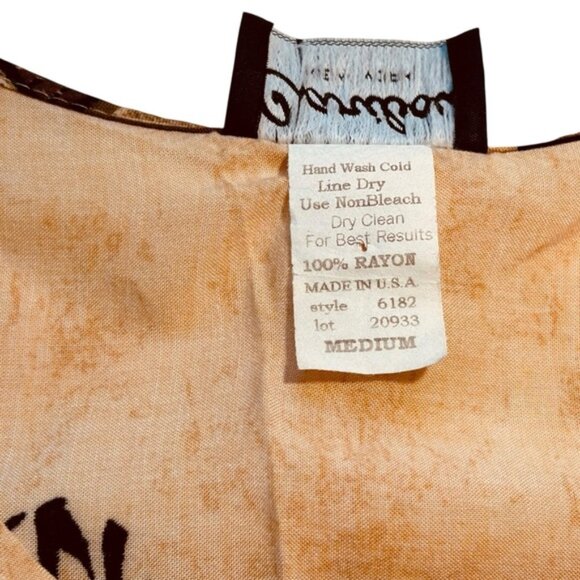 Hand Wash Cold
Line Dry
Use NonBleach
Dry Clean
For Best Results
100% RAYON
MADE IN U.S.A
style 6182
lot 20933
MEDIUM